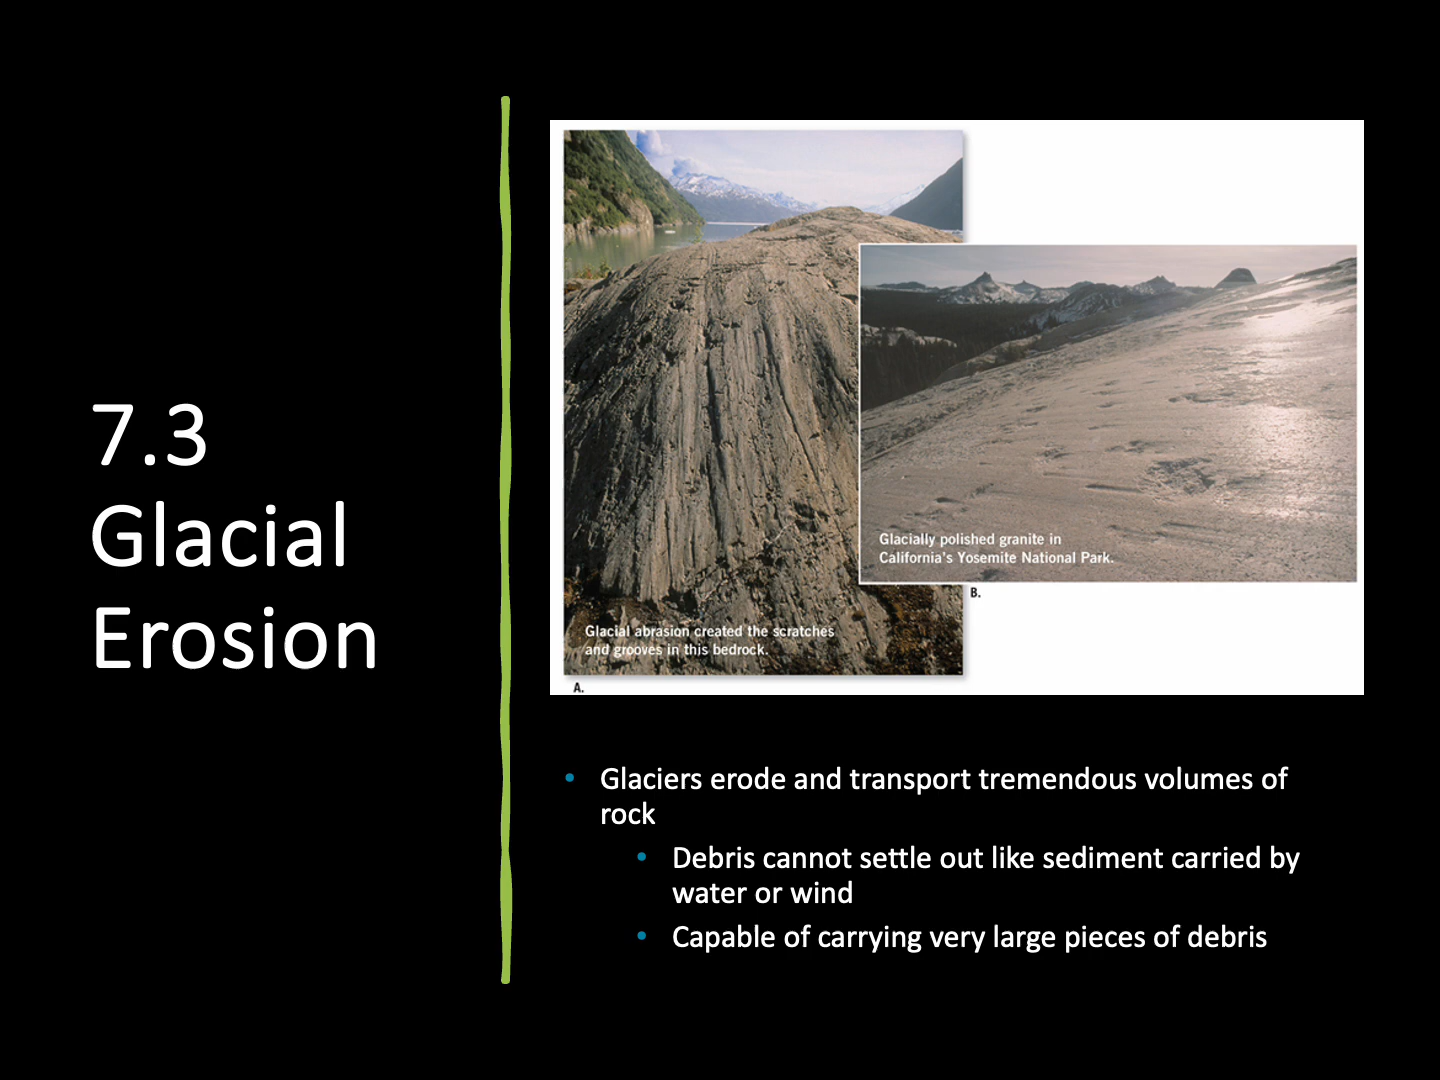 7.3
Glacial
Erosion
Glacial abrasion created the scratches
and grooves in this bedrock.
A.
Glacially polished granite in
California's Yosemite National Park.
B.
• Glaciers erode and transport tremendous volumes of
rock
• Debris cannot settle out like sediment carried by
water or wind
• Capable of carrying very large pieces of debris